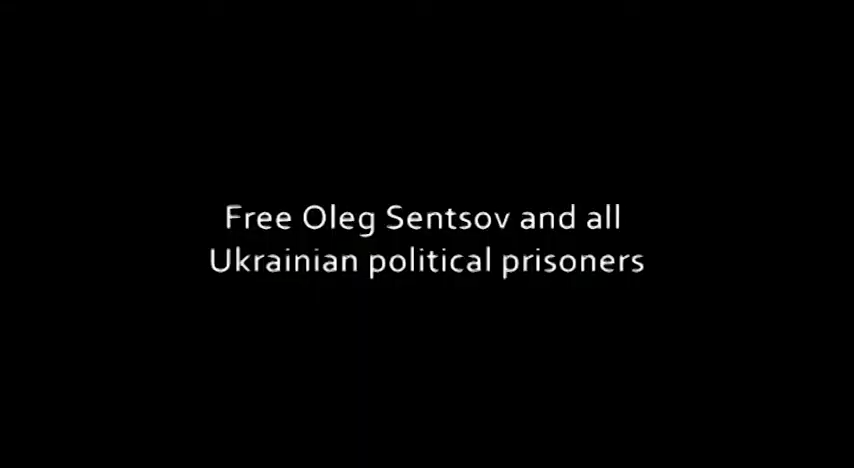 Free Oleg Sentsov and all
Ukrainian political prisoners